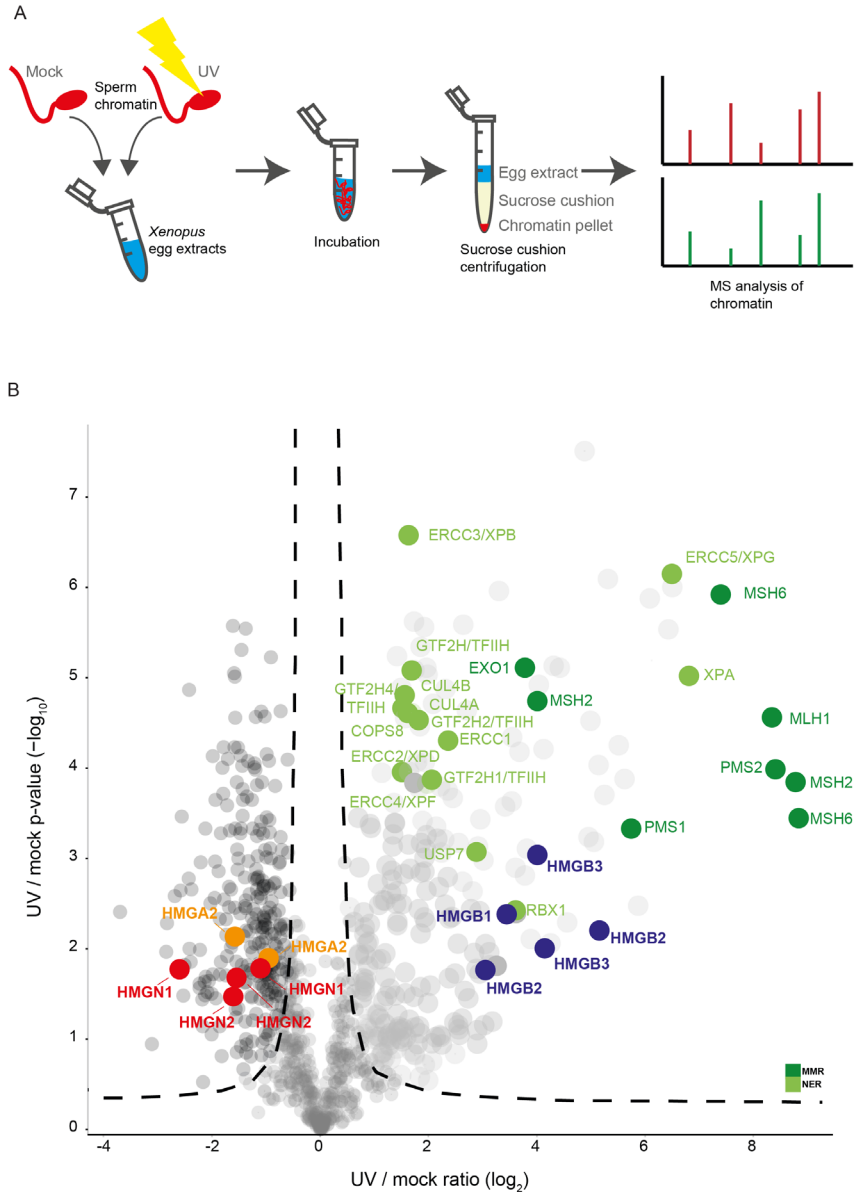 A
Mock
UV
Sperm
chromatin
Xenopus
egg extracts
Incubation
Egg extract
Sucrose cushion
Chromatin pellet
Sucrose cushion
centrifugation
MS analysis of
chromatin
B
UV / mock p-value (−log10)
7
6
5
4
3
2
1
0
ERCC3/XPB
ERCC5/XPG
MSH6
GTF2H/TFIIH
EXO1
XPA
GTF2H4/
TFIIH
CUL4B
CUL4A
MSH2
GTF2H2/TFIIH
COPS8
ERCC1
MLH1
ERCC2/XPD
GTF2H1/TFIIH
PMS2
MSH2
ERCC4/XPF
MSH6
PMS1
USP7
HMGB3
HMGA2
HMGB1
RBX1
HMGB2
HMGA2
HMGB3
HMGN1
HMGN1
HMGB2
HMGN2
HMGN2
MMR
NER
-4
-2
0
2
4
6
8
UV / mock ratio (log2)